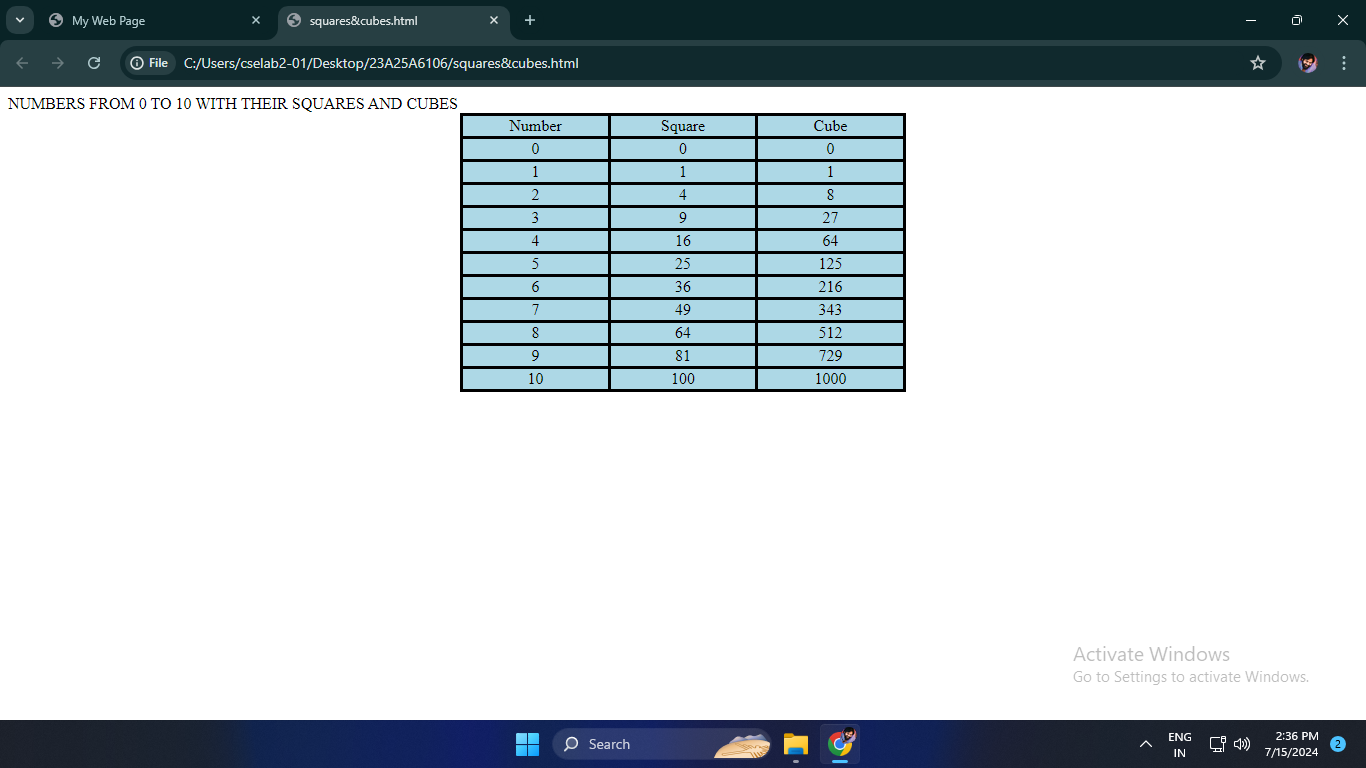 My Web Page
squares&cubes.html
File
C:/Users/cselab2-01/Desktop/23A25A6106/squares&cubes.html
NUMBERS FROM 0 TO 10 WITH THEIR SQUARES AND CUBES
Number Square Cube
0 0 0
1 1 1
2 4 8
3 9 27
4 16 64
5 25 125
6 36 216
7 49 343
8 64 512
9 81 729
10 100 1000
Activate Windows
Go to Settings to activate Windows.
Search
ENG
IN
2:36 PM
7/15/2024
2